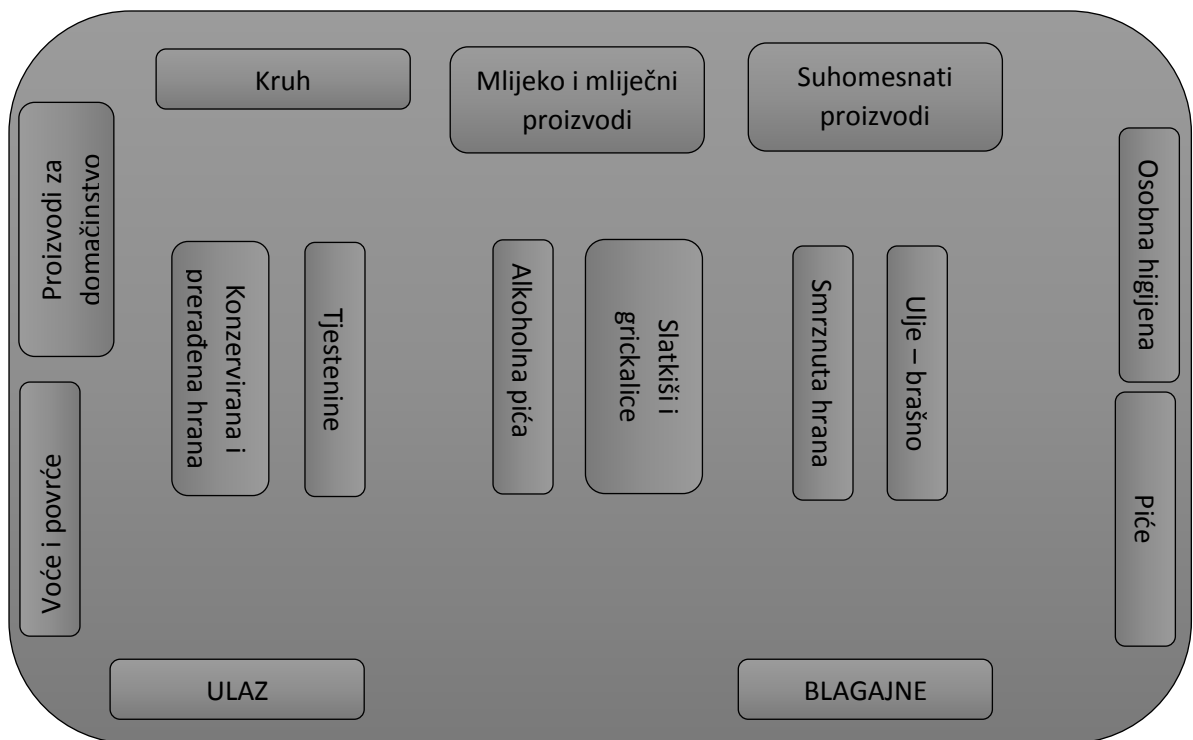 Kruh
Mlijeko i mliječni
proizvodi
Suhomesnati
proizvodi
Proizvodi za
domačinstvo
Osobna higijena
Konzervirana i
prerađena hrana
Tjestenine
Alkoholna pića
Slatkiši i
grickalice
Smrznuta hrana
Ulje – brašno
Voće i povrće
Piće
ULAZ
BLAGAJNE